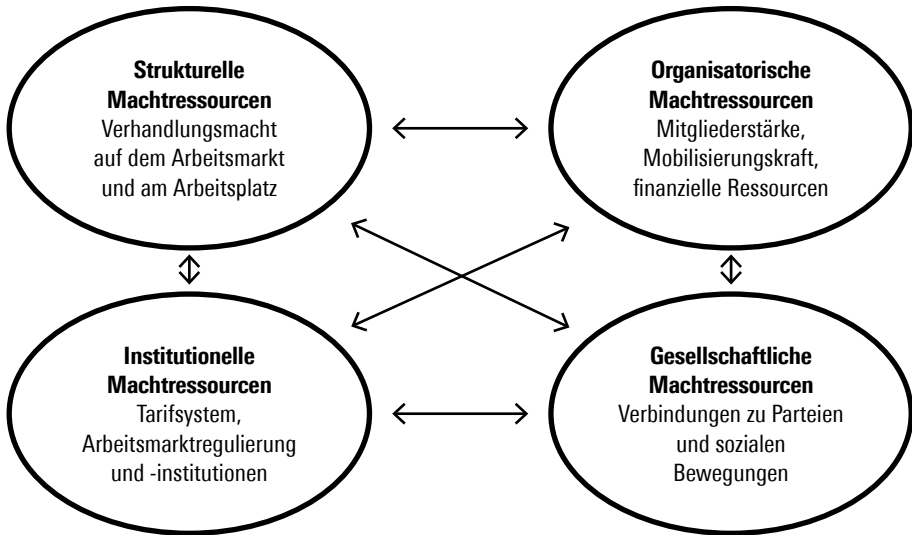 Strukturelle
Machtressourcen
Verhandlungsmacht
auf dem Arbeitsmarkt
und am Arbeitsplatz
Organisatorische
Machtressourcen
Mitgliederstärke,
Mobilisierungskraft,
finanzielle Ressourcen
Institutionelle
Machtressourcen
Tarifsystem,
Arbeitsmarktregulierung
und -institutionen
Gesellschaftliche
Machtressourcen
Verbindungen zu Parteien
und sozialen
Bewegungen